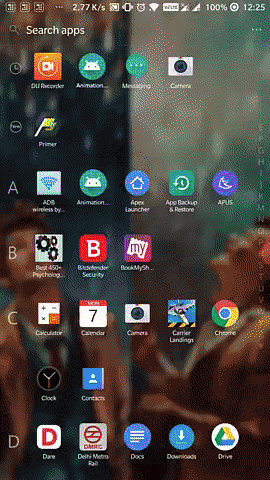 2.77 K/s
12:25
Search apps
DU Recorder
Animation...
Messaging
Camera
Primer
A
ADB wireless by...
Animation...
Apex Launcher
App Backup & Restore
APUS
B
Best 450+ Psycholog...
Bitdefender Security
BookMySh...
B
my
C
Calculator
7
Calendar
Camera
Carrier Landings
Chrome
Clock
Contacts
D
D
Dare
DMRC
Delhi Metro Rail
Docs
Downloads
Drive